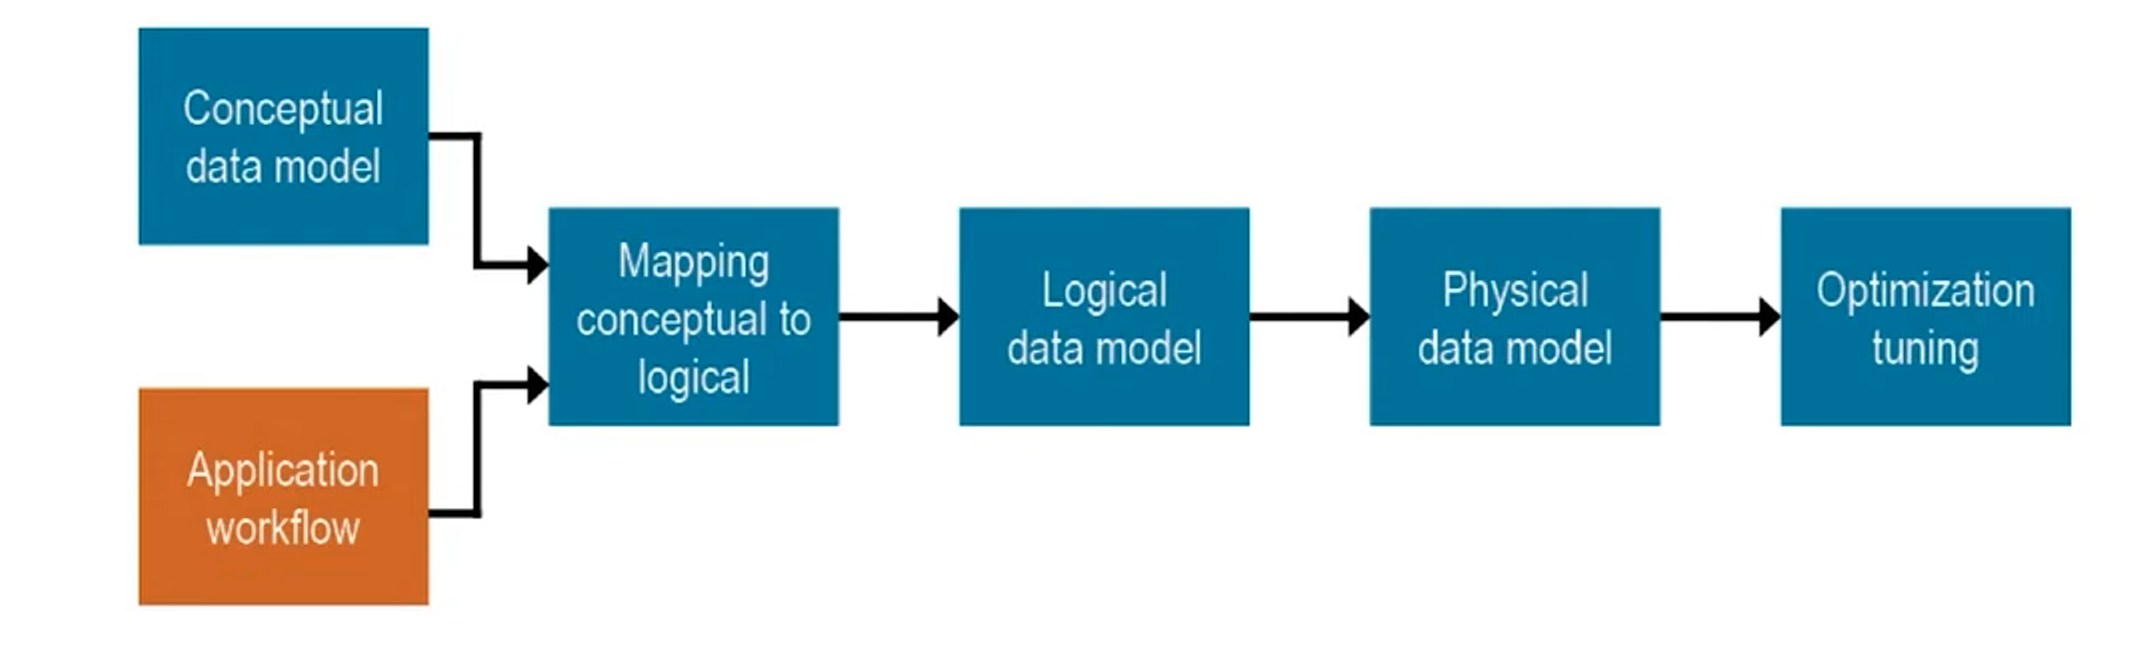 Conceptual
data model
Application
workflow
Mapping
conceptual to
logical
Logical
data model
Physical
data model
Optimization
tuning